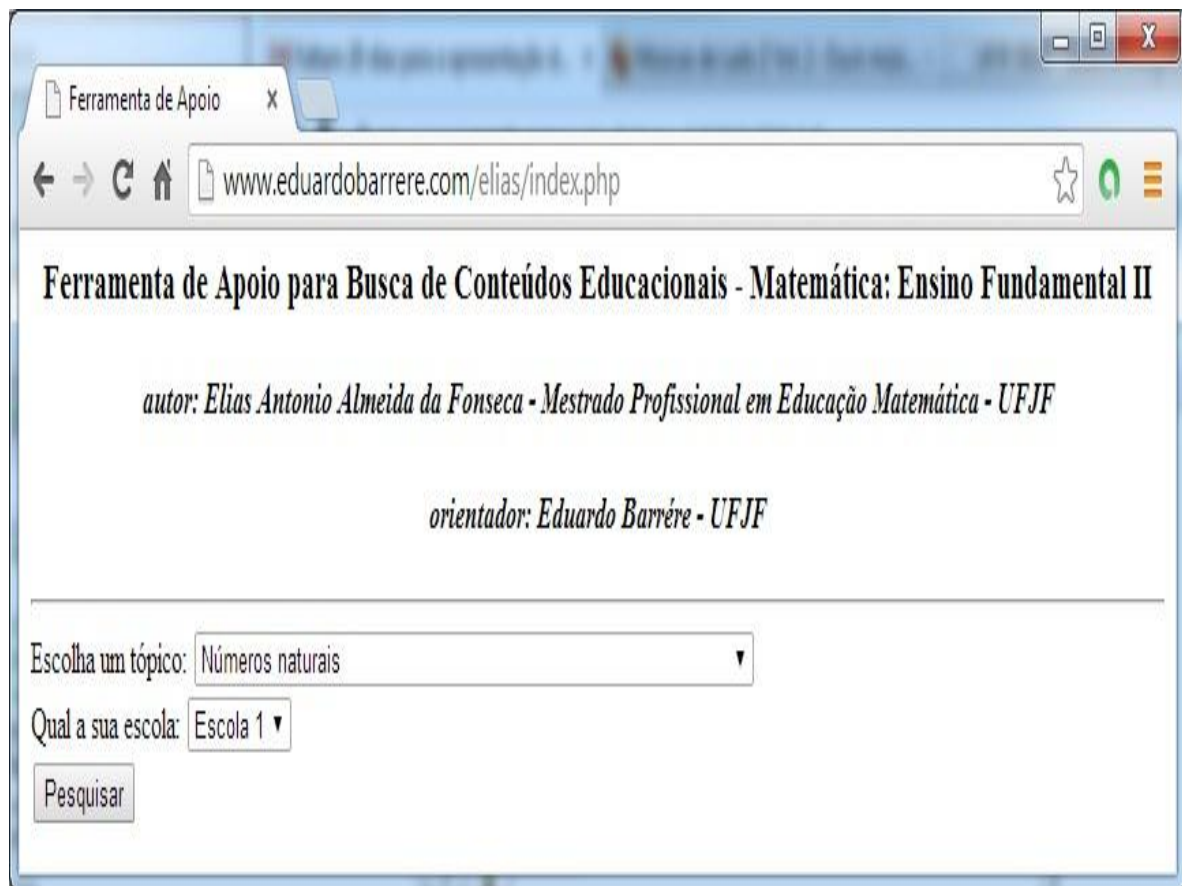 Ferramenta de Apoio
www.eduardobarrere.com/elias/index.php
Ferramenta de Apoio para Busca de Conteúdos Educacionais - Matemática: Ensino Fundamental II
autor: Elias Antonio Almeida da Fonseca - Mestrado Profissional em Educação Matemática - UFJF
orientador: Eduardo Barrére - UFJF
Escolha um tópico: Números naturais
Qual a sua escola: Escola 1
Pesquisar